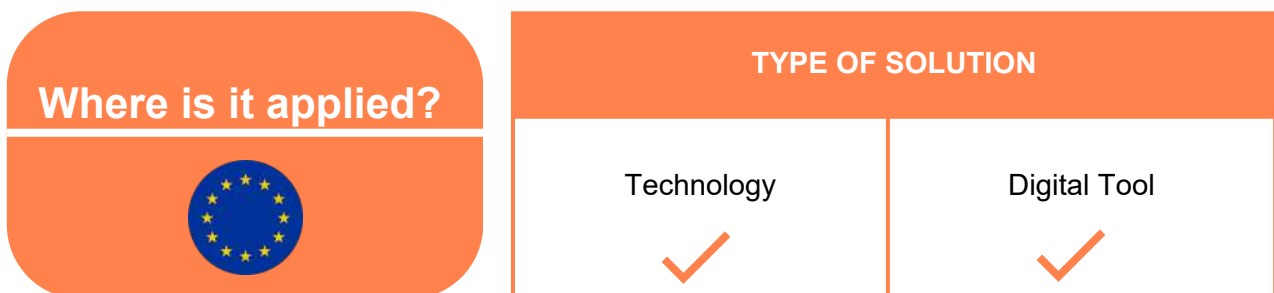 Where is it applied?
TYPE OF SOLUTION
Technology
Digital Tool